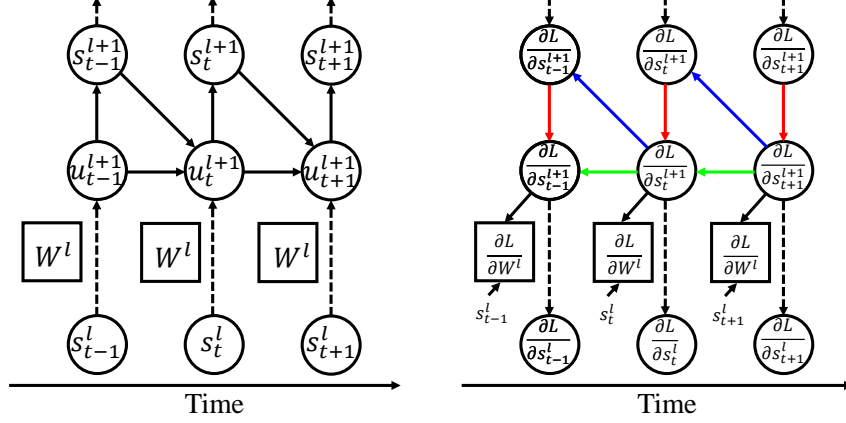 s_{t-1}^{l+1} s_t^{l+1} s_{t+1}^{l+1}
u_{t-1}^{l+1} u_t^{l+1} u_{t+1}^{l+1}
W^l W^l W^l
s_{t-1}^l s_t^l s_{t+1}^l
Time
∂L/∂s_{t-1}^{l+1} ∂L/∂s_t^{l+1} ∂L/∂s_{t+1}^{l+1}
∂L/∂s_{t-1}^{l+1} ∂L/∂s_t^{l+1} ∂L/∂s_{t+1}^{l+1}
∂L/∂W^l ∂L/∂W^l ∂L/∂W^l
s_{t-1}^l s_t^l s_{t+1}^l
∂L/∂s_{t-1}^l ∂L/∂s_t^l ∂L/∂s_{t+1}^l
Time